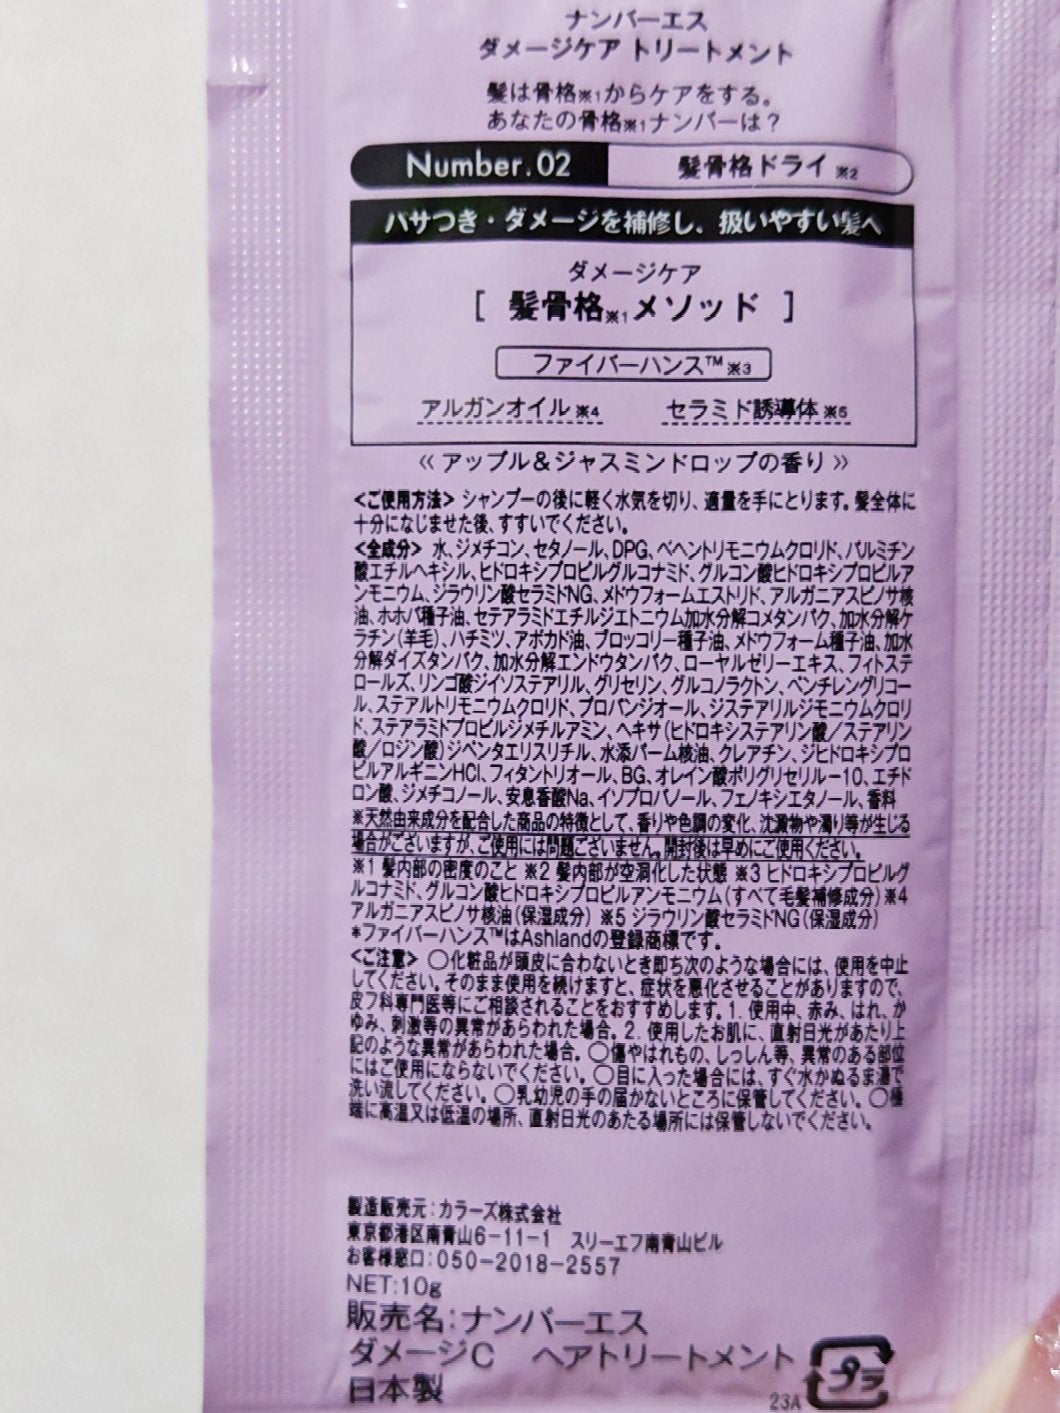 ナンバーエス
ダメージケア トリートメント
髪は骨格※1からケアをする。
あなたの骨格※1ナンバーは？
Number.02 髪骨格ドライ ※2
パサつき・ダメージを補修し、扱いやすい髪へ
ダメージケア
[ 髪骨格※1メソッド ]
ファイバーハンス™※3
アルガンオイル※4 セラミド誘導体※5
《 アップル＆ジャスミンドロップの香り 》
<ご使用方法> シャンプーの後に軽く水気を切り、適量を手にとります。髪全体に
十分になじませた後、すすいでください。
<全成分> 水、ジメチコン、セタノール、DPG、ベヘントリモニウムクロリド、パルミチン
酸エチルヘキシル、ヒドロキシプロピルグルコナミド、グルコン酸ヒドロキシプロピルア
ンモニウム、ジラウリン酸セラミドNG、メドウフォームエストリド、アルガニアスピノサ核
油、ホホバ種子油、セテアラミドエチルジエトニウム加水分解コメタンパク、加水分解ケ
ラチン(羊毛)、ハチミツ、アボカド油、ブロッコリー種子油、メドウフォーム種子油、加水
分解ダイズタンパク、加水分解エンドウタンパク、ローヤルゼリーエキス、フィトステ
ロールズ、リンゴ酸ジイソステアリル、グリセリン、グルコノラクトン、ペンチレングリコー
ル、ステアルトリモニウムクロリド、プロパンジオール、ジステアリルジモニウムクロリ
ド、ステアラミドプロピルジメチルアミン、ヘキサ(ヒドロキシステアリン酸／ステアリン
酸／ロジン酸)ジペンタエリスリチル、水添パーム核油、クレアチン、ジヒドロキシプロ
ピルアルギニンHCl、フィタントリオール、BG、オレイン酸ポリグリセリル－10、エチド
ロン酸、ジメチコノール、安息香酸Na、イソプロパノール、フェノキシエタノール、香料
※天然由来成分を配合した商品の特徴として、香りや色調の変化、沈澱物や濁り等が生じる
場合がございますが、ご使用には問題ございません。開封後は早めにご使用ください。
※1 髪内部の密度のこと ※2 髪内部が空洞化した状態 ※3 ヒドロキシプロピルグ
ルコナミド、グルコン酸ヒドロキシプロピルアンモニウム(すべて毛髪補修成分)※4
アルガニアスピノサ核油(保湿成分) ※5 ジラウリン酸セラミドNG(保湿成分)
*ファイバーハンス™はAshlandの登録商標です。
<ご注意> ○化粧品が頭皮に合わないとき即ち次のような場合には、使用を中止
してください。そのまま使用を続けますと、症状を悪化させることがありますので、
皮フ科専門医等にご相談されることをおすすめします。1. 使用中、赤み、はれ、か
ゆみ、刺激等の異常があらわれた場合。2. 使用したお肌に、直射日光があたり上
記のような異常があらわれた場合。○傷やはれもの、しっしん等、異常のある部位
にはご使用にならないでください。○目に入った場合には、すぐ水かぬるま湯で
洗い流してください。○乳幼児の手の届かないところに保管してください。○極
端に高温又は低温の場所、直射日光のあたる場所には保管しないでください。
製造販売元：カラーズ株式会社
東京都港区南青山6－11－1 スリーエフ南青山ビル
お客様窓口：050－2018－2557
NET:10g
販売名：ナンバーエス
ダメージC ヘアトリートメント
日本製
23A
プラ